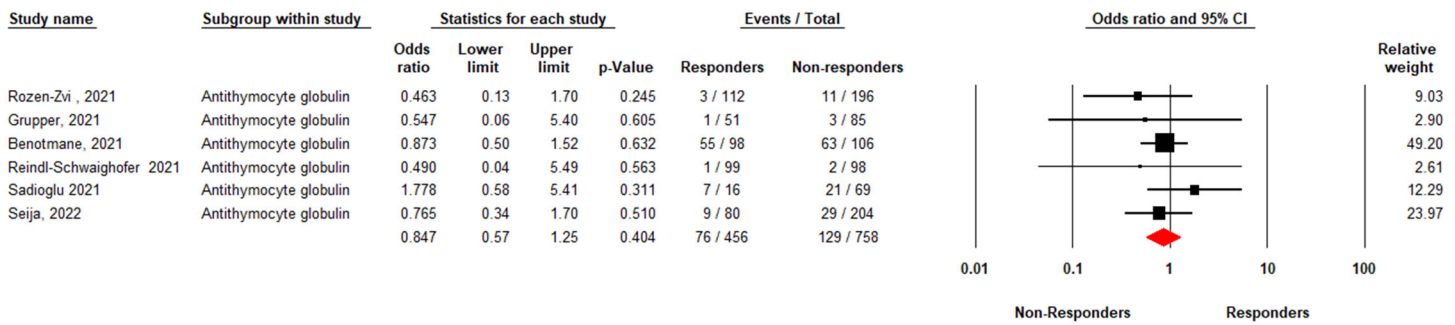 Study name Subgroup within study Statistics for each study Events / Total Odds ratio and 95% CI
Odds ratio Lower limit Upper limit p-Value Responders Non-responders Relative weight
Rozen-Zvi , 2021 Antithymocyte globulin 0.463 0.13 1.70 0.245 3 / 112 11 / 196 9.03
Grupper, 2021 Antithymocyte globulin 0.547 0.06 5.40 0.605 1 / 51 3 / 85 2.90
Benotmane, 2021 Antithymocyte globulin 0.873 0.50 1.52 0.632 55 / 98 63 / 106 49.20
Reindl-Schwaighofer 2021 Antithymocyte globulin 0.490 0.04 5.49 0.563 1 / 99 2 / 98 2.61
Sadioglu 2021 Antithymocyte globulin 1.778 0.58 5.41 0.311 7 / 16 21 / 69 12.29
Seija, 2022 Antithymocyte globulin 0.765 0.34 1.70 0.510 9 / 80 29 / 204 23.97
0.847 0.57 1.25 0.404 76 / 456 129 / 758
0.01 0.1 1 10 100
Non-Responders Responders